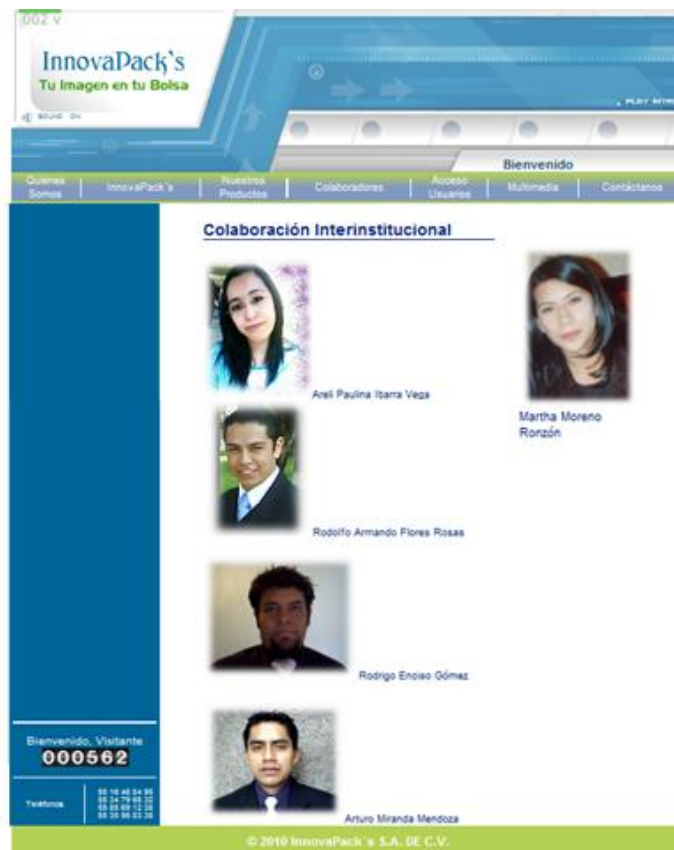 002 v
InnovaPack's
Tu Imagen en tu Bolsa
Bienvenido
Quienes Somos
InnovaPack's
Nuestros Productos
Colaboradores
Acceso Usuarios
Multimedia
Contáctanos
Colaboración Interinstitucional
Areli Paulina Ibarra Vega
Martha Moreno
Ronzón
Rodolfo Armando Flores Rosas
Rodrigo Enciso Gómez
Arturo Miranda Mendoza
Bienvenido, Visitante
000562
Teléfonos
© 2010 InnovaPack's S.A. DE C.V.